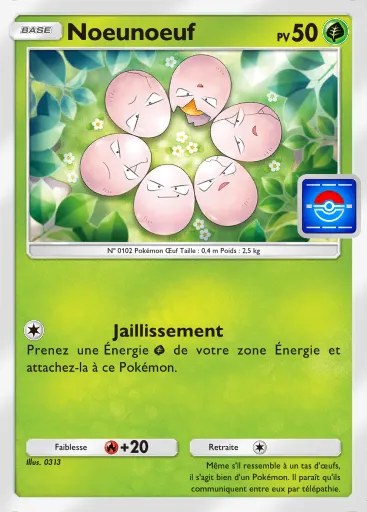 BASE Noeunoeuf PV 50
N° 0102 Pokémon Œuf Taille : 0,4 m Poids : 2,5 kg
Jaillissement
Prenez une Énergie de votre zone Énergie et
attachez-la à ce Pokémon.
Faiblesse +20 Retraite
Illus. 0313
Même s'il ressemble à un tas d'œufs,
il s'agit bien d'un Pokémon. Il paraît qu'ils
communiquent entre eux par télépathie.